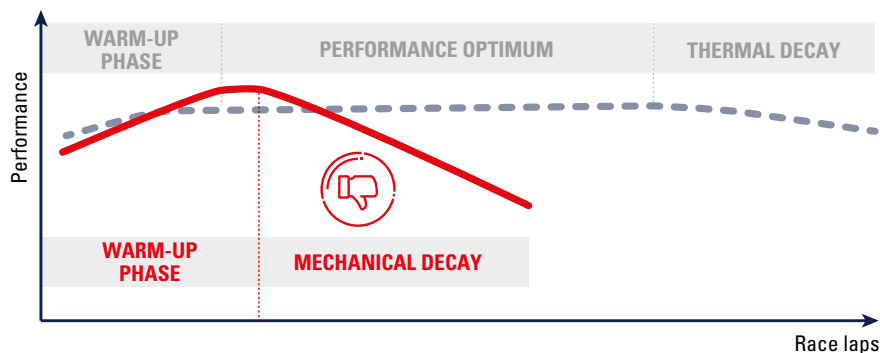 WARM-UP
PHASE
PERFORMANCE OPTIMUM
THERMAL DECAY
Performance
WARM-UP
PHASE
MECHANICAL DECAY
Race laps